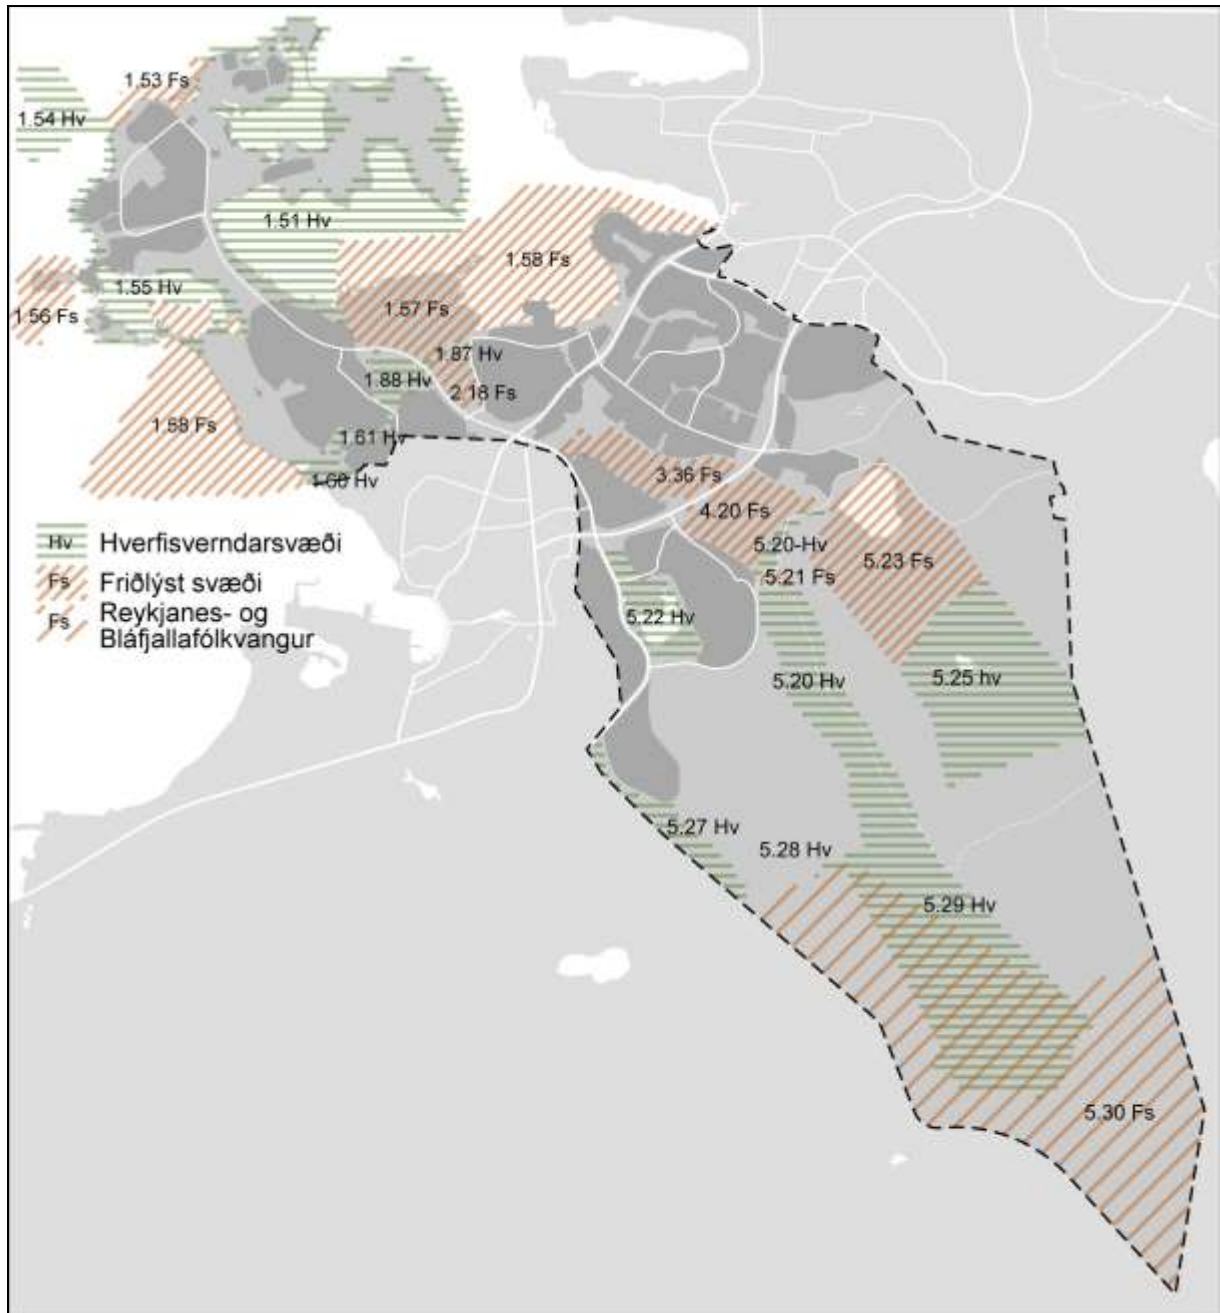 1.53 Fs
1.54 Hv
1.51 Hv
1.58 Fs
1.55 Hv
1.56 Fs
1.57 Fs
1.87 Hv
1.88 Hv
2.18 Fs
1.68 Fs
1.61 Hv
3.36 Fs
1.60 Hv
4.20 Fs
Hv Hverfisverndarsvæði
5.20-Hv
5.23 Fs
Fs Friðlýst svæði
5.21 Fs
Fs Reykjanes- og
Bláfjallafólkvangur
5.22 Hv
5.20 Hv
5.25 hv
5.27 Hv
5.28 Hv
5.29 Hv
5.30 Fs